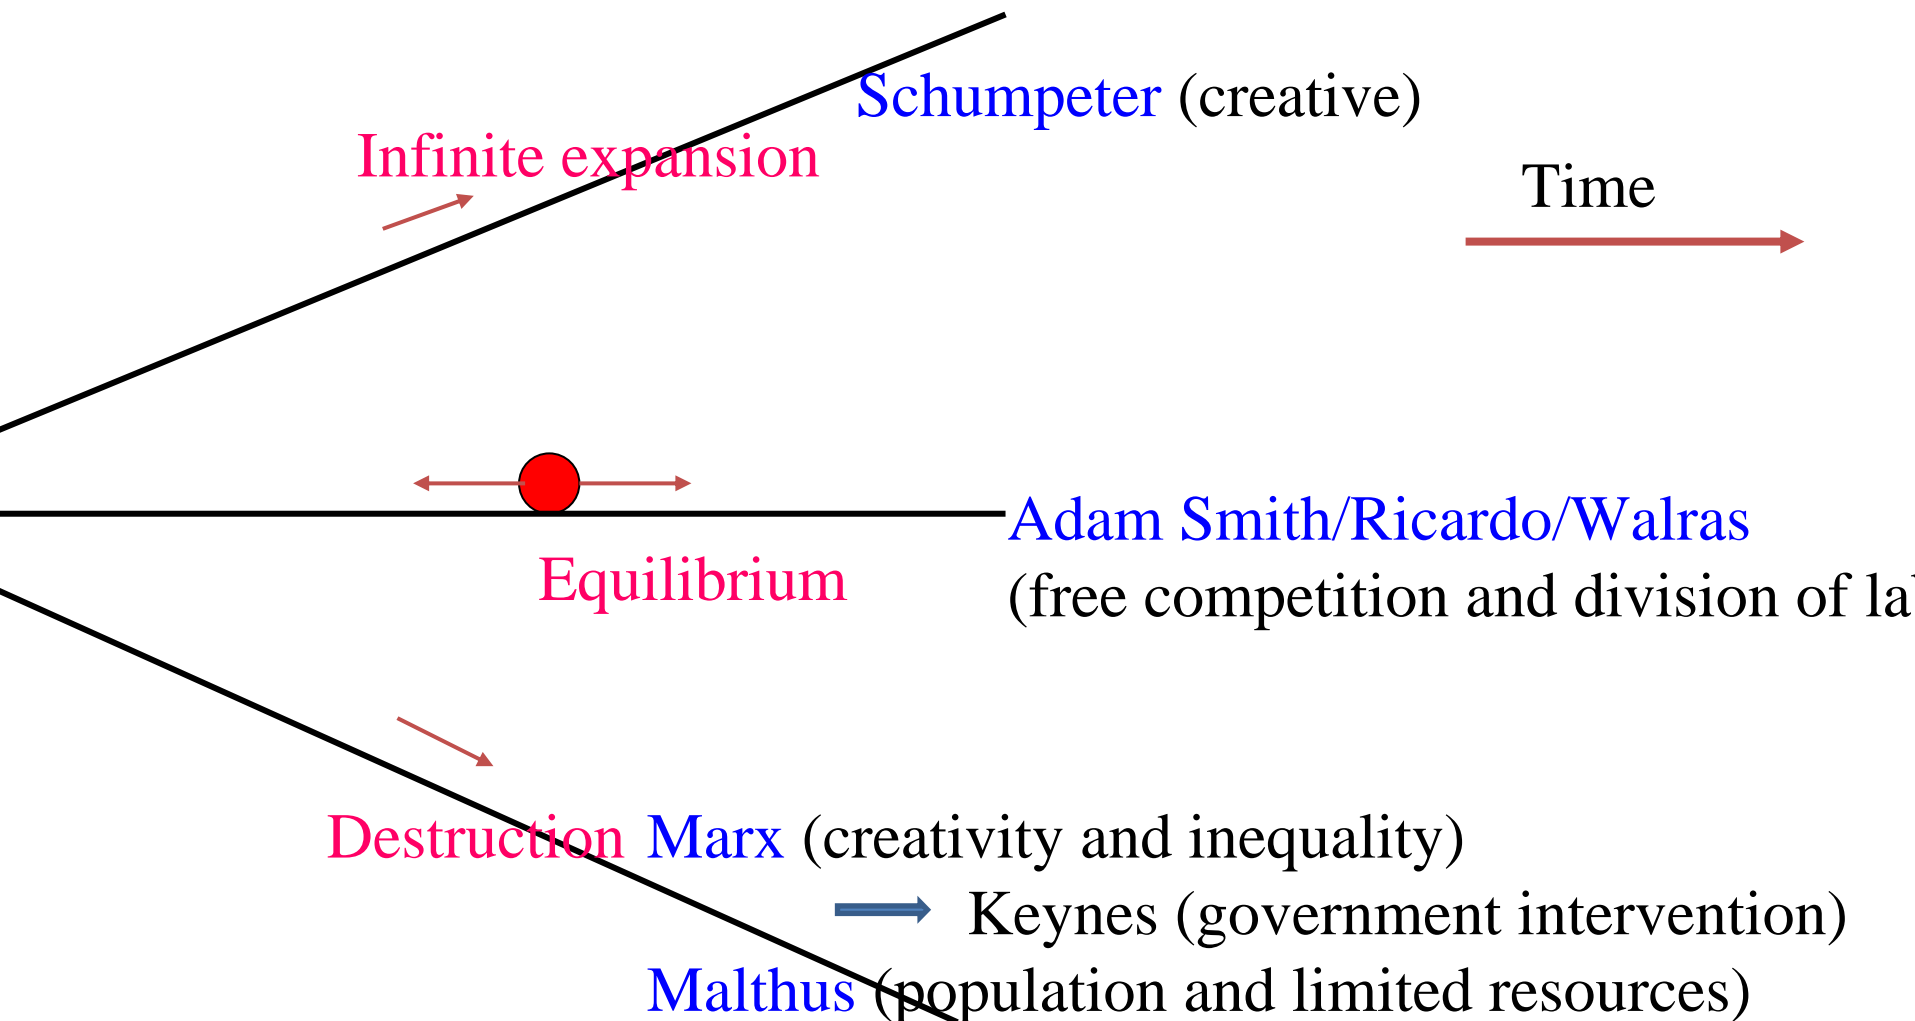 Schumpeter (creative)
Infinite expansion
Time
Adam Smith/Ricardo/Walras
Equilibrium
(free competition and division of la
Destruction Marx (creativity and inequality)
Keynes (government intervention)
Malthus (population and limited resources)